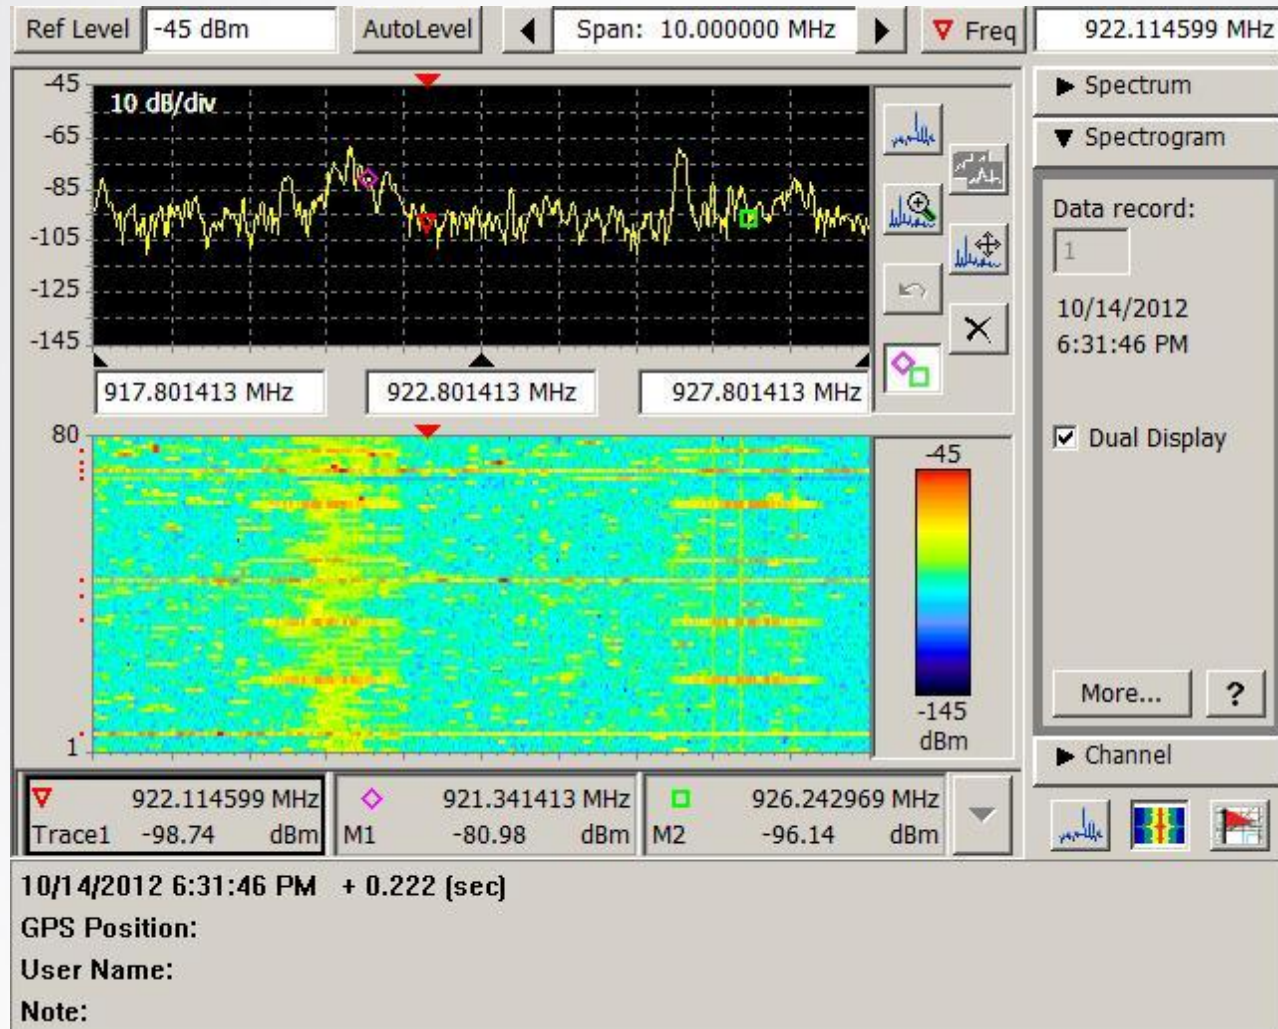 Ref Level -45 dBm AutoLevel Span: 10.000000 MHz Freq 922.114599 MHz
-45
10 dB/div
-65
-85
-105
-125
-145
917.801413 MHz 922.801413 MHz 927.801413 MHz
80
1
-45
-145
dBm
Spectrum
Spectrogram
Data record:
1
10/14/2012
6:31:46 PM
Dual Display
More... ?
Channel
922.114599 MHz 921.341413 MHz 926.242969 MHz
Trace1 -98.74 dBm M1 -80.98 dBm M2 -96.14 dBm
10/14/2012 6:31:46 PM + 0.222 (sec)
GPS Position:
User Name:
Note: